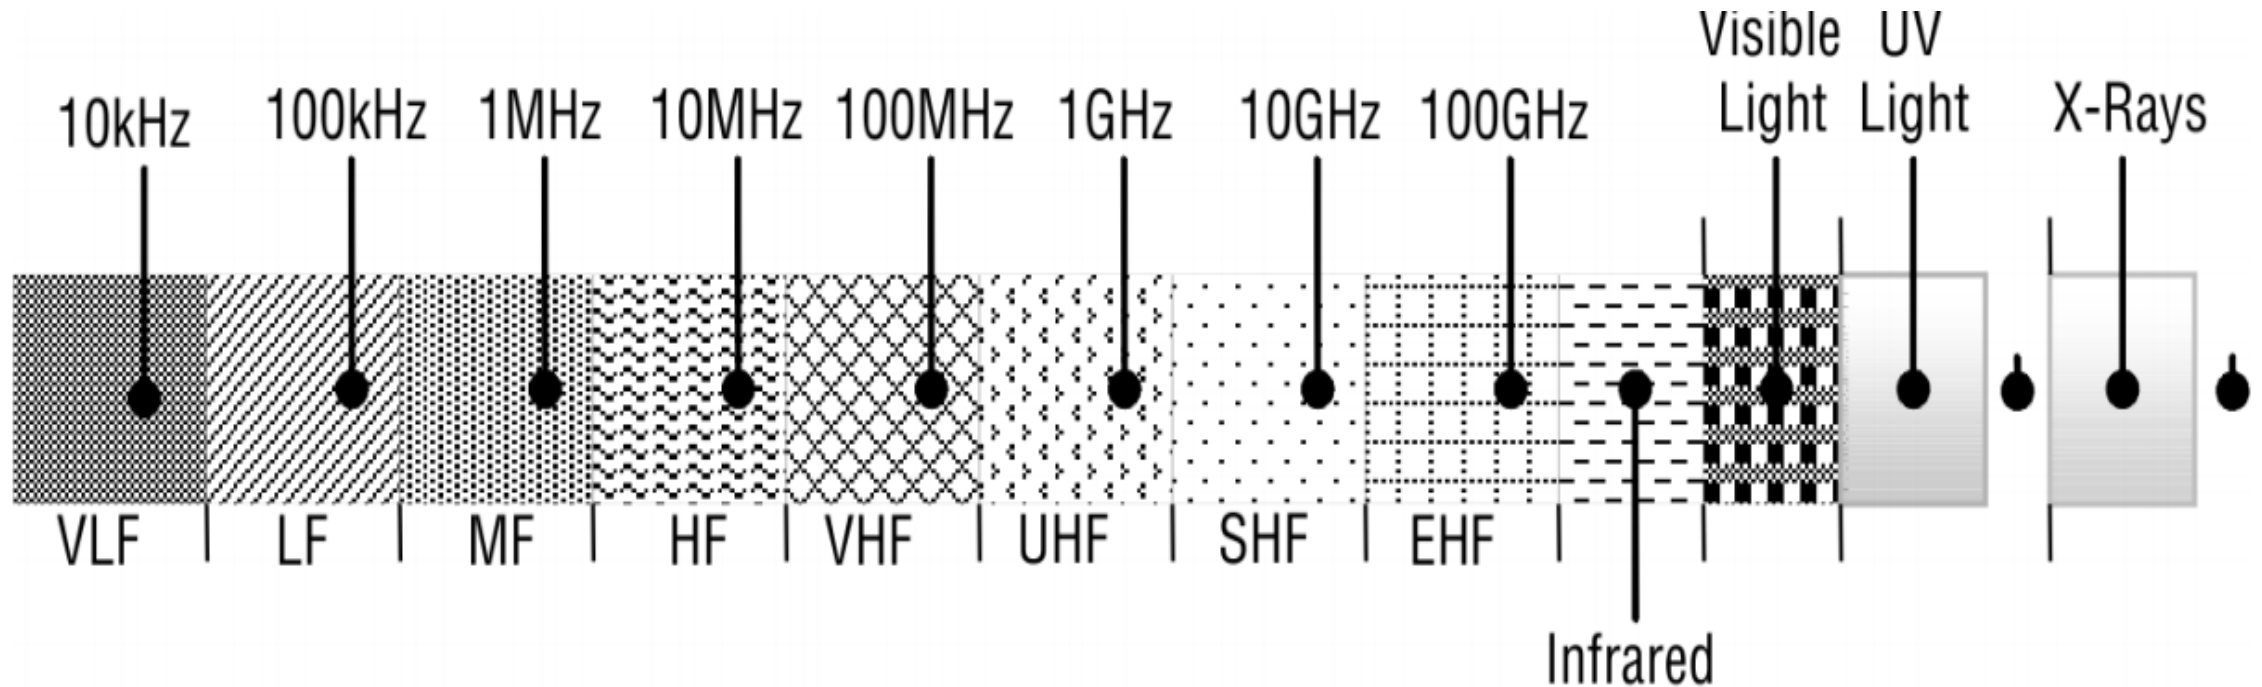 Visible UV
10kHz 100kHz 1MHz 10MHz 100MHz 1GHz 10GHz 100GHz Light Light X-Rays
VLF LF MF HF VHF UHF SHF EHF
Infrared